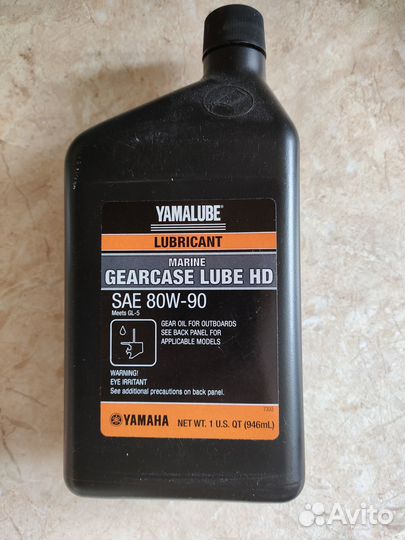 YAMALUBE®
LUBRICANT
MARINE
GEARCASE LUBE HD
SAE 80W-90
Meets GL-5
GEAR OIL FOR OUTBOARDS
SEE BACK PANEL FOR
APPLICABLE MODELS
WARNING!
EYE IRRITANT
See additional precautions on back panel.
YAMAHA
NET WT. 1 U.S. QT (946mL)
Avito